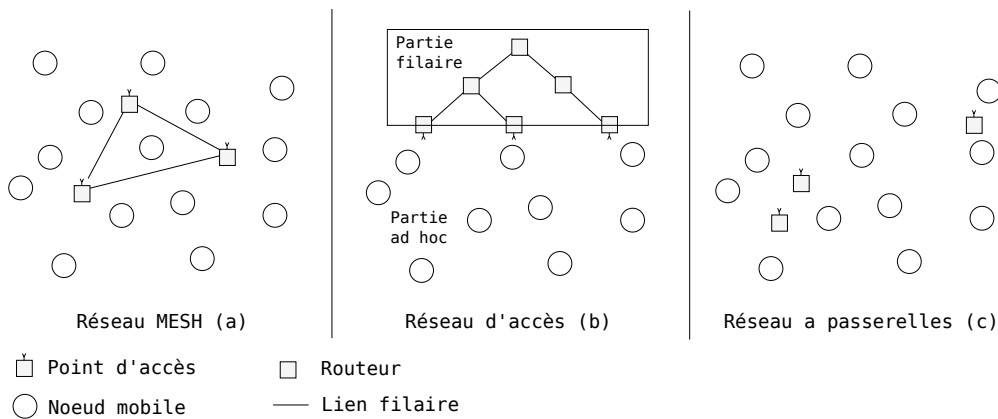 Partie
filaire
Partie
ad hoc
Réseau MESH (a)
Réseau d'accès (b)
Réseau a passerelles (c)
Point d'accès
Routeur
Noeud mobile
Lien filaire